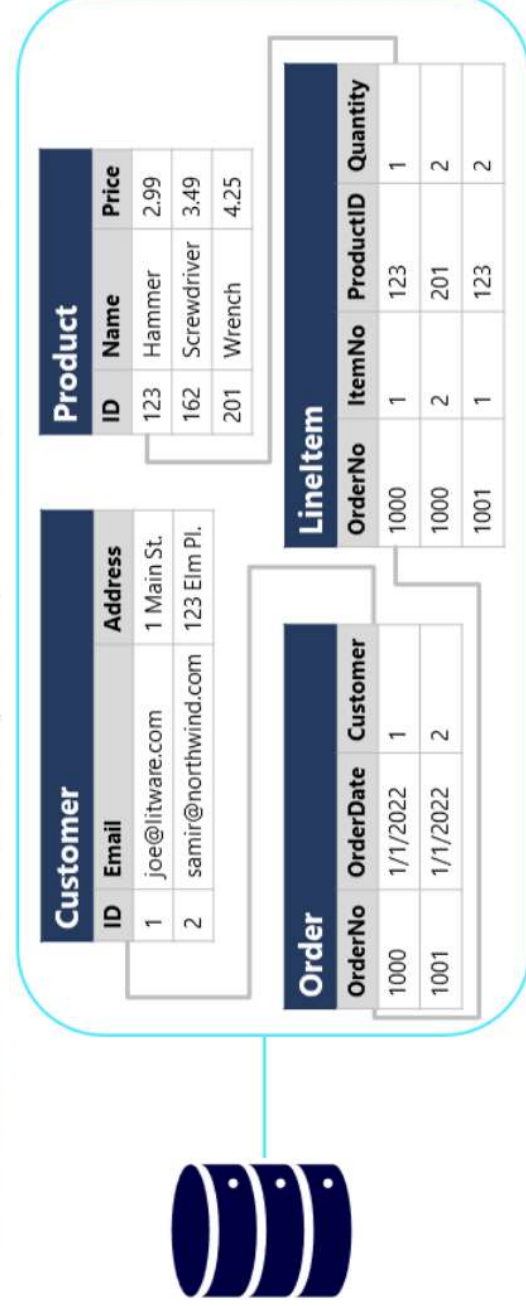 Customer
ID Email Address
1 joe@litware.com 1 Main St.
2 samir@northwind.com 123 Elm Pl.
Product
ID Name Price
123 Hammer 2.99
162 Screwdriver 3.49
201 Wrench 4.25
Order
OrderNo OrderDate Customer
1000 1/1/2022 1
1001 1/1/2022 2
LineItem
OrderNo ItemNo ProductID Quantity
1000 1 123 1
1000 2 201 2
1001 1 123 2